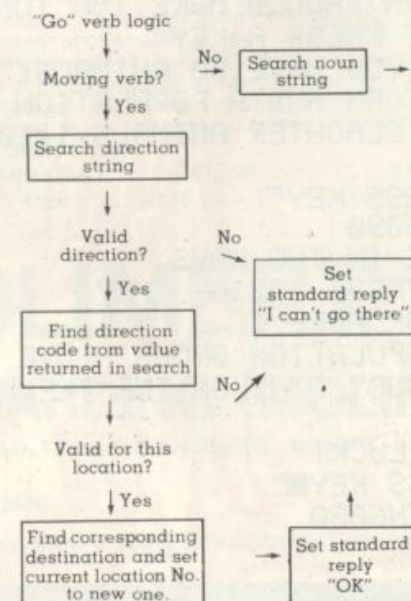 "Go" verb logic
Moving verb?
No
Search noun
string
Yes
Search direction
string
Valid
direction?
No
Yes
Set
standard reply
"I can't go there"
Find direction
code from value
returned in search
No
Valid for this
location?
Yes
Find corresponding
destination and set
current location No.
to new one.
Set standard
reply
"OK"